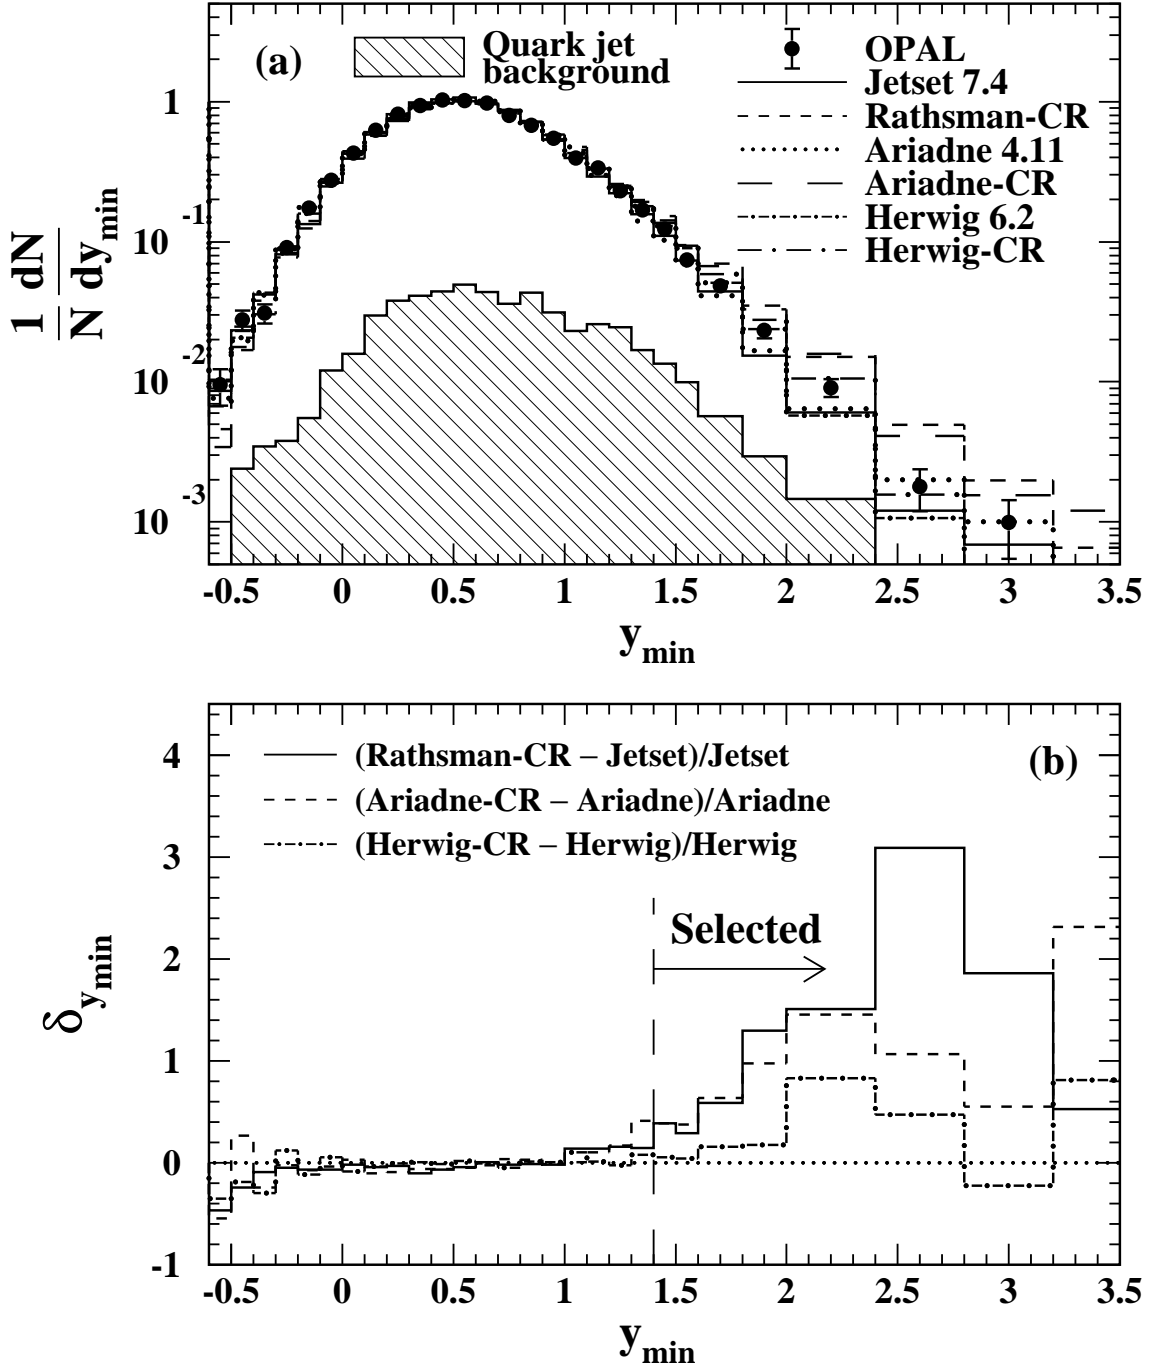 (a)
Quark jet
background
OPAL
Jetset 7.4
Rathsman-CR
Ariadne 4.11
Ariadne-CR
Herwig 6.2
Herwig-CR
1 dN
N dy_min
1
10^-1
10^-2
10^-3
-0.5 0 0.5 1 1.5 2 2.5 3 3.5
y_min
(b)
(Rathsman-CR – Jetset)/Jetset
(Ariadne-CR – Ariadne)/Ariadne
(Herwig-CR – Herwig)/Herwig
Selected
δ_y_min
4
3
2
1
0
-1
-0.5 0 0.5 1 1.5 2 2.5 3 3.5
y_min